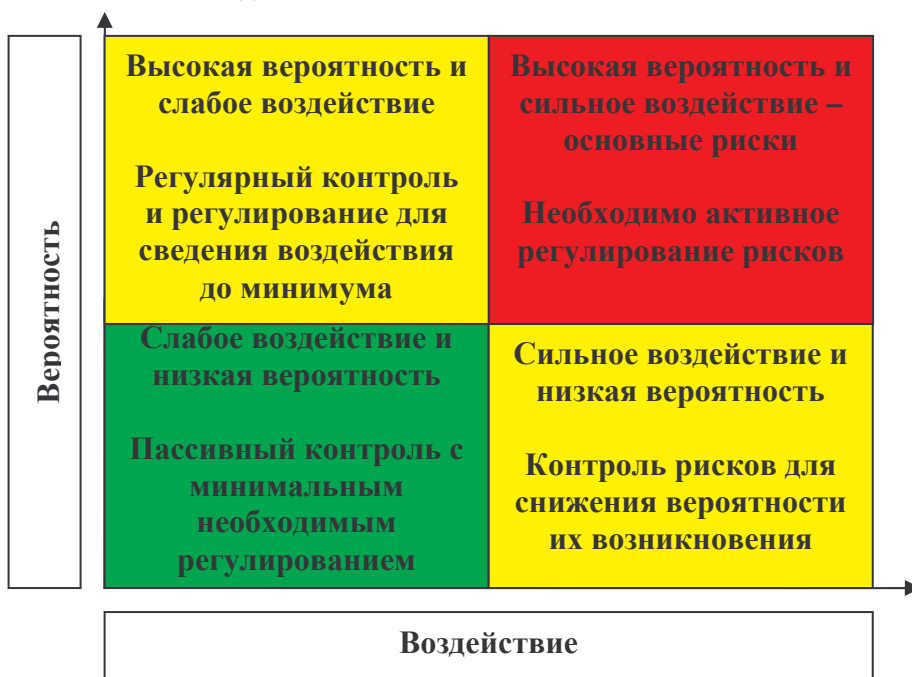 Вероятность
Высокая вероятность и
слабое воздействие
Регулярный контроль
и регулирование для
сведения воздействия
до минимума
Высокая вероятность и
сильное воздействие –
основные риски
Необходимо активное
регулирование рисков
Слабое воздействие и
низкая вероятность
Пассивный контроль с
минимальным
необходимым
регулированием
Сильное воздействие и
низкая вероятность
Контроль рисков для
снижения вероятности
их возникновения
Воздействие